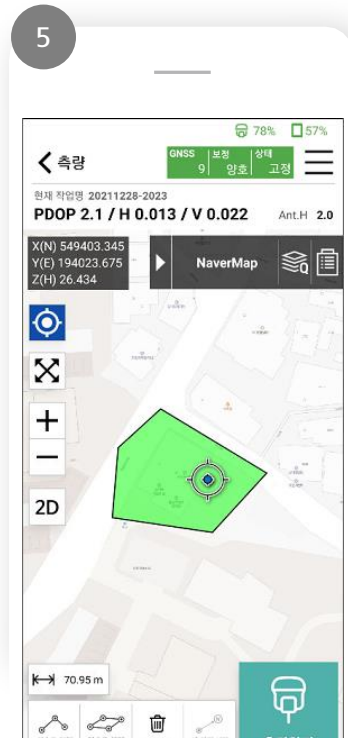 5
78% 57%
측량
GNSS 보정 상태
9 양호 고정
현재 작업명 20211228-2023
PDOP 2.1 / H 0.013 / V 0.022 Ant.H 2.0
X(N) 549403.345
Y(E) 194023.675
Z(H) 26.434
NaverMap
2D
70.95 m